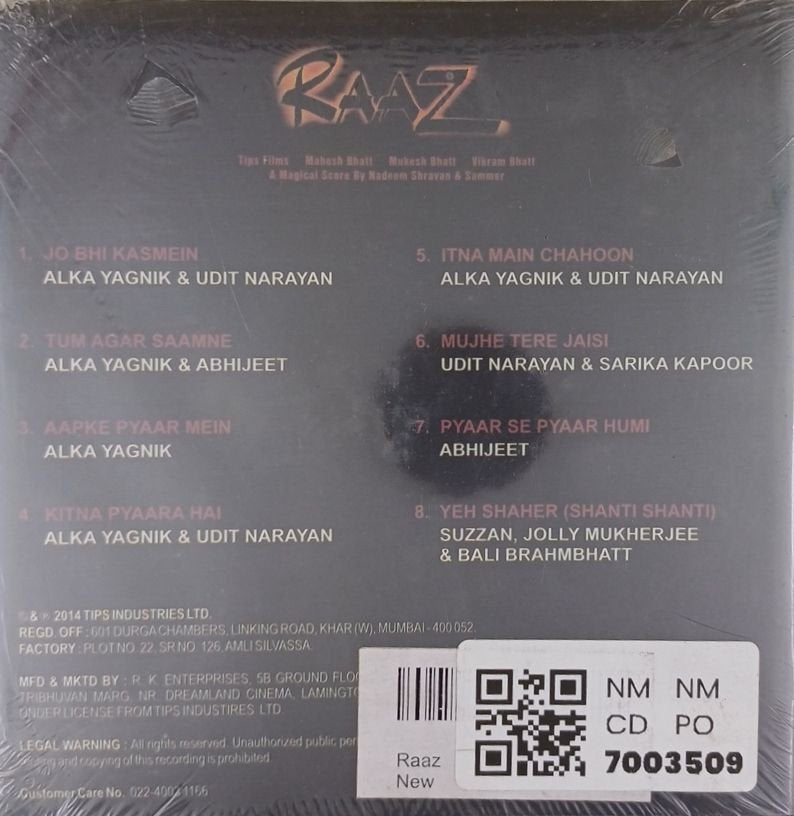 RAAZ
Tips Films Mahesh Bhatt Mukesh Bhatt Vikram Bhatt
A Magical Score By Nadeem Shravan & Sameer
1. JO BHI KASMEIN
ALKA YAGNIK & UDIT NARAYAN
2. TUM AGAR SAAMNE
ALKA YAGNIK & ABHIJEET
3. AAPKE PYAAR MEIN
ALKA YAGNIK
4. KITNA PYAARA HAI
ALKA YAGNIK & UDIT NARAYAN
5. ITNA MAIN CHAHOON
ALKA YAGNIK & UDIT NARAYAN
6. MUJHE TERE JAISI
UDIT NARAYAN & SARIKA KAPOOR
7. PYAAR SE PYAAR HUMI
ABHIJEET
8. YEH SHAHER (SHANTI SHANTI)
SUZZAN, JOLLY MUKHERJEE
& BALI BRAHMBHATT
© & ℗ 2014 TIPS INDUSTRIES LTD.
REGD. OFF : 601 DURGA CHAMBERS, LINKING ROAD, KHAR (W), MUMBAI - 400 052.
FACTORY : PLOT NO. 22, SR.NO. 126, AMLI SILVASSA.
MFD & MKTD BY : R. K. ENTERPRISES, 5B GROUND
TRIBHUVAN MARG, NR. DREAMLAND CINEMA,
UNDER LICENSE FROM TIPS INDUSTIRES LTD.
LEGAL WARNING : All rights reserved. Unauthorized public
and copying of this recording is prohibited.
Customer Care No. 022-400
Raaz
New
NM NM
CD PO
7003509